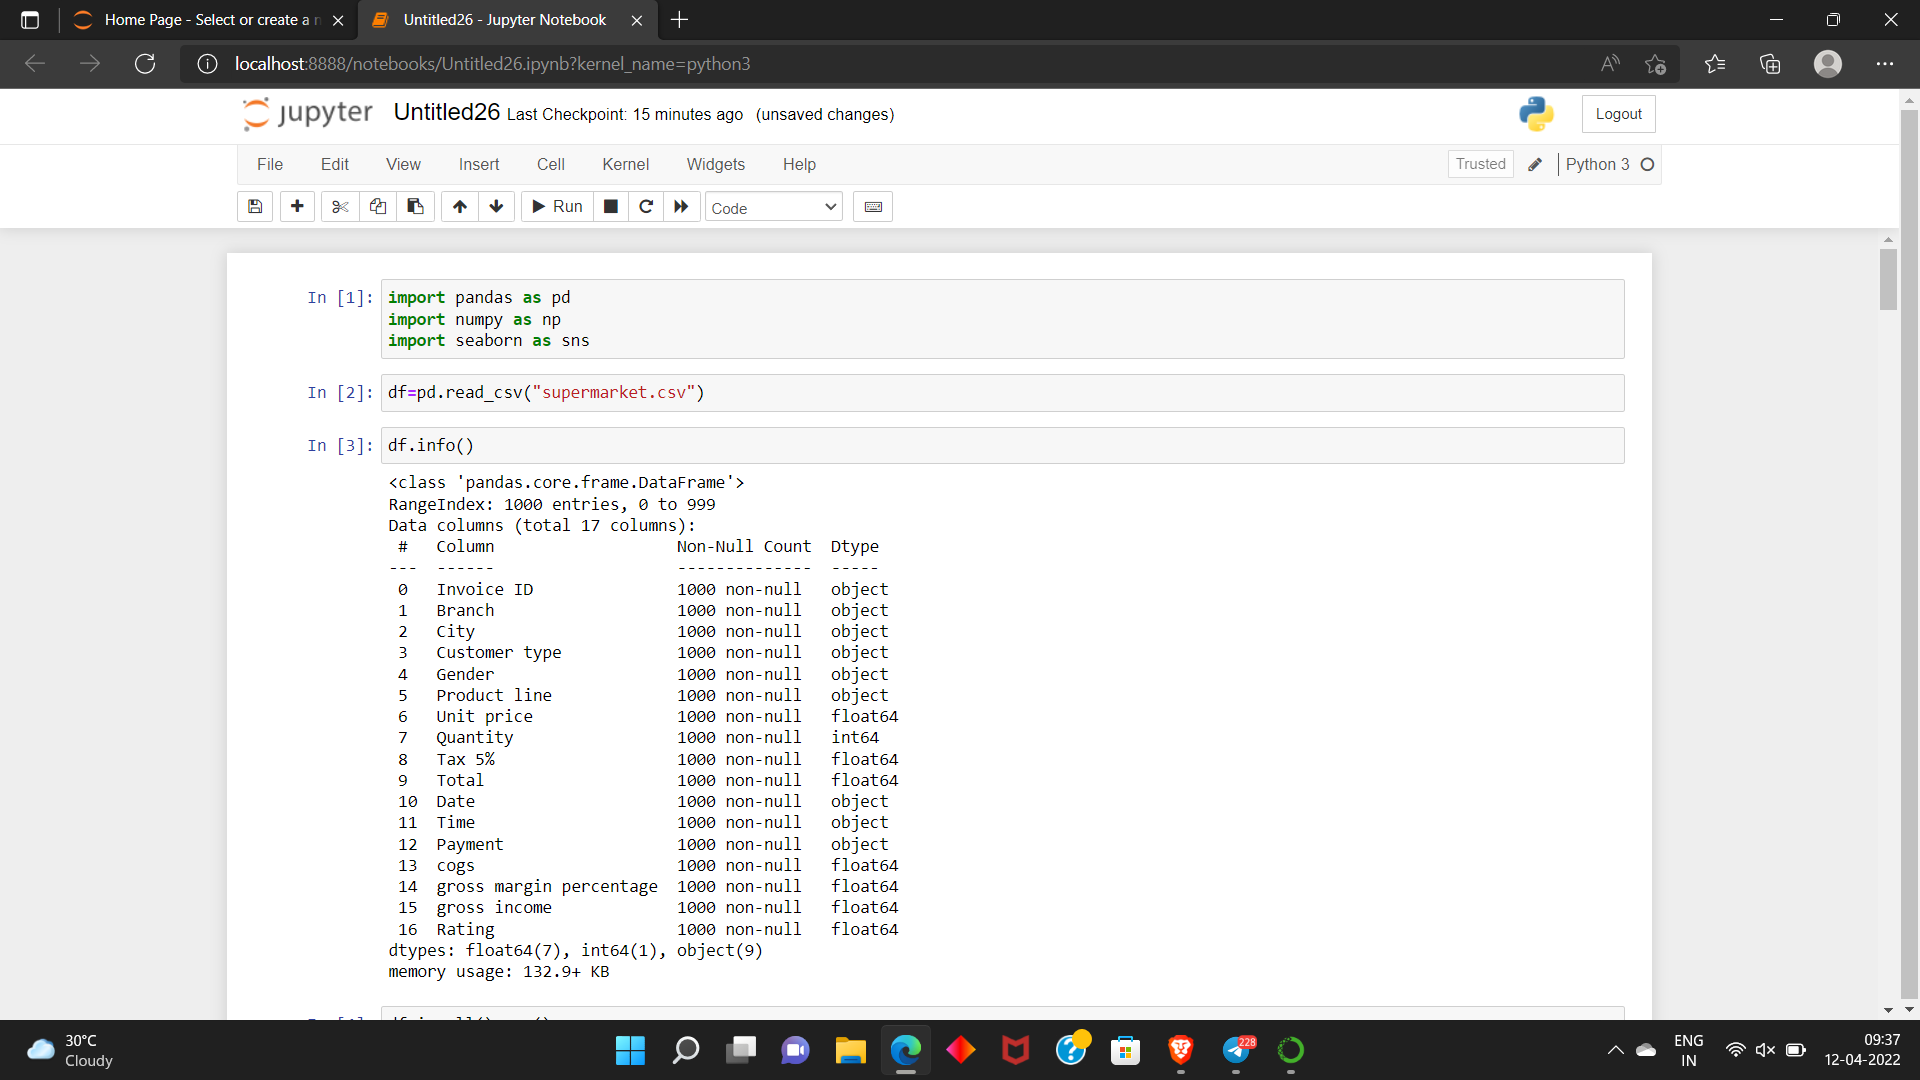 Home Page - Select or create a n
Untitled26 - Jupyter Notebook
localhost:8888/notebooks/Untitled26.ipynb?kernel_name=python3
jupyter Untitled26 Last Checkpoint: 15 minutes ago (unsaved changes)
Logout
File Edit View Insert Cell Kernel Widgets Help
Trusted Python 3
Run Code
In [1]: import pandas as pd
import numpy as np
import seaborn as sns
In [2]: df=pd.read_csv("supermarket.csv")
In [3]: df.info()
<class 'pandas.core.frame.DataFrame'>
RangeIndex: 1000 entries, 0 to 999
Data columns (total 17 columns):
# Column Non-Null Count Dtype
--- ------ -------------- -----
0 Invoice ID 1000 non-null object
1 Branch 1000 non-null object
2 City 1000 non-null object
3 Customer type 1000 non-null object
4 Gender 1000 non-null object
5 Product line 1000 non-null object
6 Unit price 1000 non-null float64
7 Quantity 1000 non-null int64
8 Tax 5% 1000 non-null float64
9 Total 1000 non-null float64
10 Date 1000 non-null object
11 Time 1000 non-null object
12 Payment 1000 non-null object
13 cogs 1000 non-null float64
14 gross margin percentage 1000 non-null float64
15 gross income 1000 non-null float64
16 Rating 1000 non-null float64
dtypes: float64(7), int64(1), object(9)
memory usage: 132.9+ KB
30°C
Cloudy
228
ENG
IN
09:37
12-04-2022